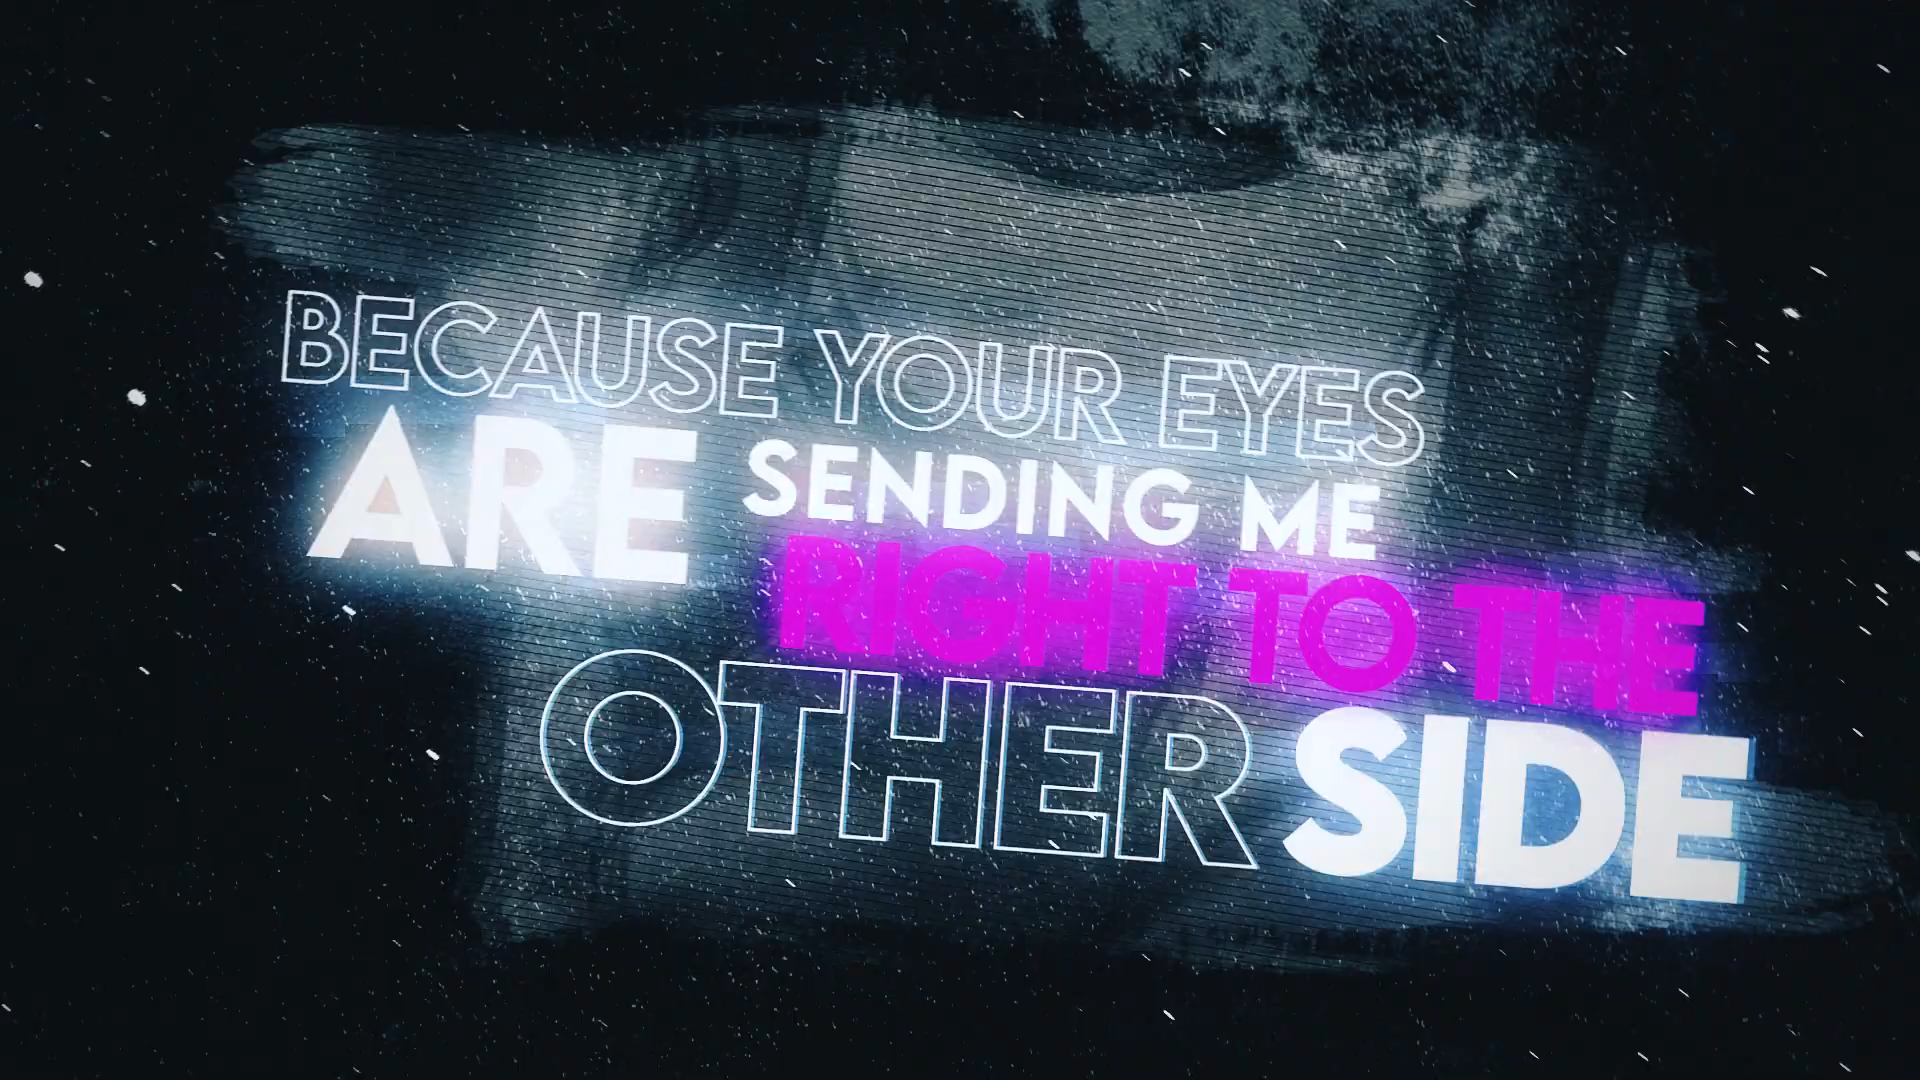 BECAUSE YOUR EYES
ARE SENDING ME
RIGHT TO THE
OTHER SIDE